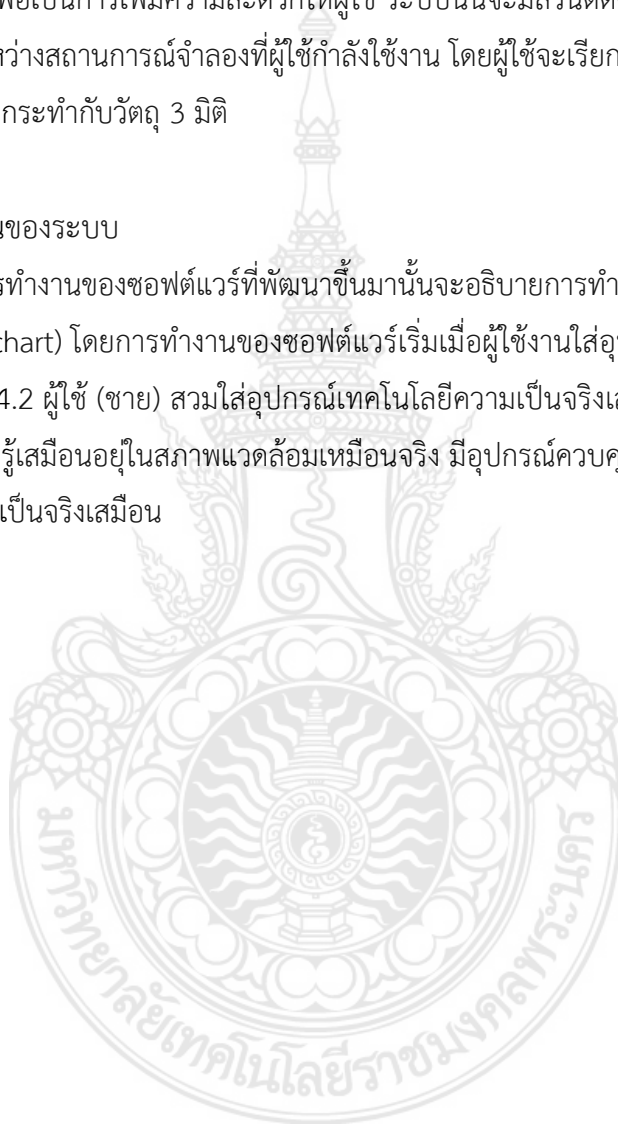 เพื่อเป็นการเพิ่มความสะดวกให้ผู้ใช้ ระบบนั้นจะมีส่วน
หว่างสถานการณ์จำลองที่ผู้ใช้กำลังใช้งาน โดยผู้ใช้จะเรียก
กระทำกับวัตถุ 3 มิติ
นของระบบ
รทำงานของซอฟต์แวร์ที่พัฒนาขึ้นมานั้นจะอธิบายการทำ
chart) โดยการทำงานของซอฟต์แวร์เริ่มเมื่อผู้ใช้งานใส่อุ
4.2 ผู้ใช้ (ชาย) สวมใส่อุปกรณ์เทคโนโลยีความเป็นจริงเส
รู้เสมือนอยู่ในสภาพแวดล้อมเหมือนจริง มีอุปกรณ์ควบคุ
เป็นจริงเสมือน
มหาวิทยาลัยเทคโนโลยีราชมงคลพระนคร